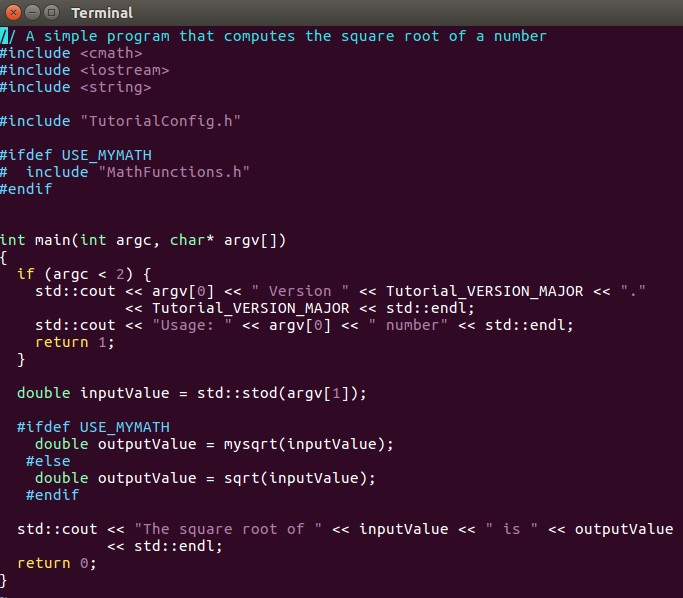 Terminal
// A simple program that computes the square root of a number
#include <cmath>
#include <iostream>
#include <string>

#include "TutorialConfig.h"

#ifdef USE_MYMATH
#  include "MathFunctions.h"
#endif


int main(int argc, char* argv[])
{
  if (argc < 2) {
    std::cout << argv[0] << " Version " << Tutorial_VERSION_MAJOR << "."
              << Tutorial_VERSION_MAJOR << std::endl;
    std::cout << "Usage: " << argv[0] << " number" << std::endl;
    return 1;
  }

  double inputValue = std::stod(argv[1]);

  #ifdef USE_MYMATH
    double outputValue = mysqrt(inputValue);
   #else
    double outputValue = sqrt(inputValue);
   #endif

  std::cout << "The square root of " << inputValue << " is " << outputValue
            << std::endl;
  return 0;
}